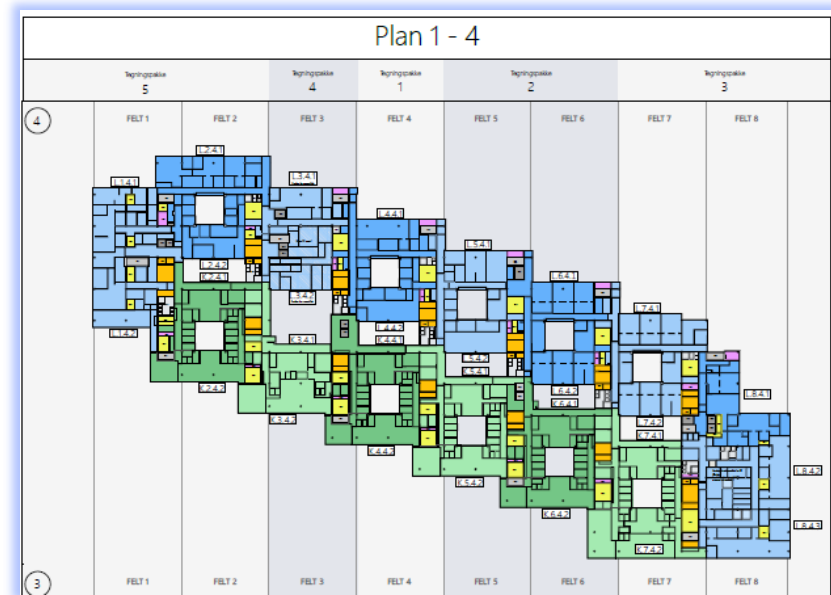 Plan 1 - 4
Tegningspakke Tegningspakke Tegningspakke Tegningspakke Tegningspakke
5 4 1 2 3
4 FELT 1 FELT 2 FELT 3 FELT 4 FELT 5 FELT 6 FELT 7 FELT 8
L.2.4.1
L.1.4.1 L.3.4.1
L.4.4.1
L.5.4.1
L.2.4.2
K.2.4.1 L.6.4.1
L.3.4.2
L.7.4.1
L.1.4.2 L.4.4.2
K.3.4.1 K.4.4.1
L.5.4.2
K.5.4.1
K.2.4.2 L.6.4.2 L.8.4.1
K.6.4.1
K.3.4.2 L.7.4.2
K.7.4.1
K.4.4.2
K.5.4.2 L.8.4.2
K.6.4.2
L.8.4.3
K.7.4.2
3 FELT 1 FELT 2 FELT 3 FELT 4 FELT 5 FELT 6 FELT 7 FELT 8